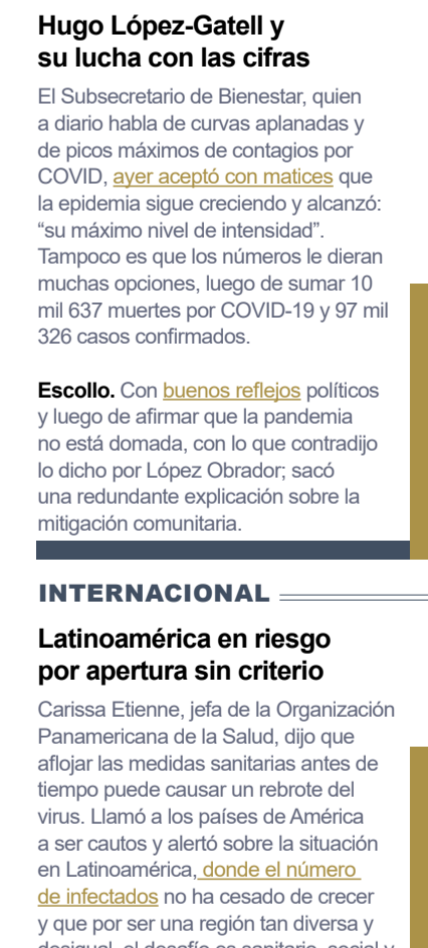 Hugo López-Gatell y
su lucha con las cifras
El Subsecretario de Bienestar, quien
a diario habla de curvas aplanadas y
de picos máximos de contagios por
COVID, ayer aceptó con matices que
la epidemia sigue creciendo y alcanzó:
“su máximo nivel de intensidad”.
Tampoco es que los números le dieran
muchas opciones, luego de sumar 10
mil 637 muertes por COVID-19 y 97 mil
326 casos confirmados.
Escollo. Con buenos reflejos políticos
y luego de afirmar que la pandemia
no está domada, con lo que contradijo
lo dicho por López Obrador; sacó
una redundante explicación sobre la
mitigación comunitaria.
INTERNACIONAL
Latinoamérica en riesgo
por apertura sin criterio
Carissa Etienne, jefa de la Organización
Panamericana de la Salud, dijo que
aflojar las medidas sanitarias antes de
tiempo puede causar un rebrote del
virus. Llamó a los países de América
a ser cautos y alertó sobre la situación
en Latinoamérica, donde el número
de infectados no ha cesado de crecer
y que por ser una región tan diversa y
desigual, el desafío es sanitario, social y